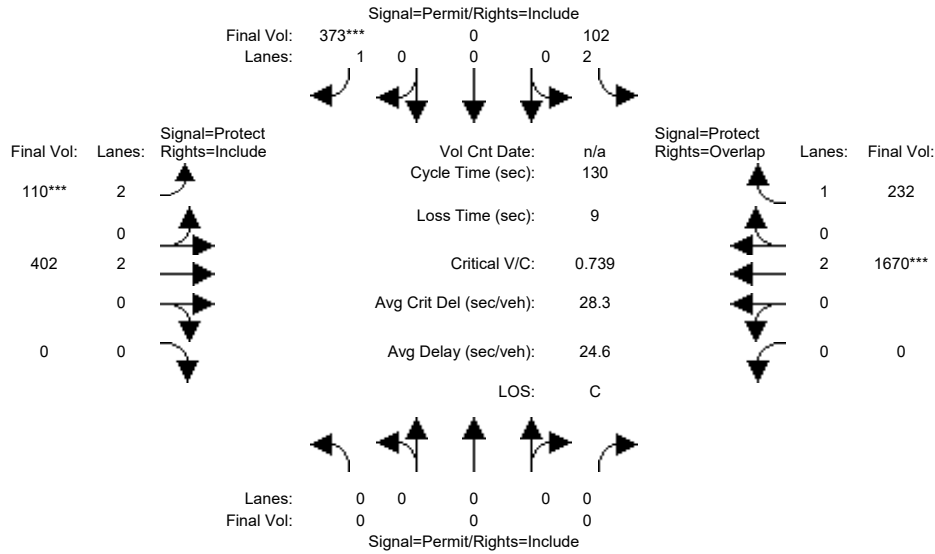 Signal=Permit/Rights=Include
Final Vol: 373*** 0 102
Lanes: 1 0 0 0 2
Signal=Protect Signal=Protect
Final Vol: Lanes: Rights=Include Vol Cnt Date: n/a Rights=Overlap Lanes: Final Vol:
Cycle Time (sec): 130
110*** 2 1 232
Loss Time (sec): 9
0 0
402 2 Critical V/C: 0.739 2 1670***
0 Avg Crit Del (sec/veh): 28.3 0
0 0 Avg Delay (sec/veh): 24.6 0 0
LOS: C
Lanes: 0 0 0 0 0
Final Vol: 0 0 0
Signal=Permit/Rights=Include